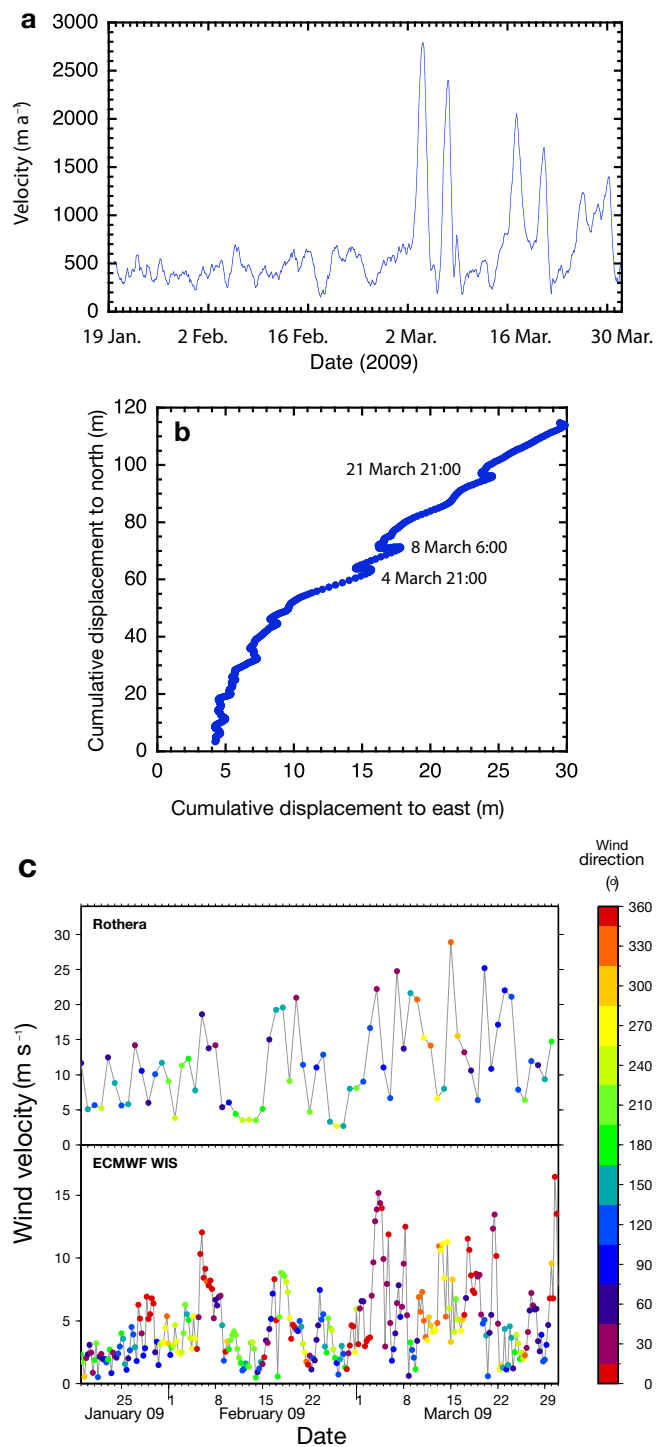 a
3000
2500
2000
1500
1000
500
0
Velocity (m a⁻¹)
19 Jan.
2 Feb.
16 Feb.
2 Mar.
16 Mar.
30 Mar.
Date (2009)
b
120
100
80
60
40
20
0
Cumulative displacement to north (m)
21 March 21:00
8 March 6:00
4 March 21:00
0
5
10
15
20
25
30
Cumulative displacement to east (m)
c
Wind
direction
(º)
Rothera
30
25
20
15
10
5
0
ECMWF WIS
15
10
5
0
Wind velocity (m s⁻¹)
360
330
300
270
240
210
180
150
120
90
60
30
0
25
1
8
15
22
1
8
15
22
29
January 09
February 09
March 09
Date